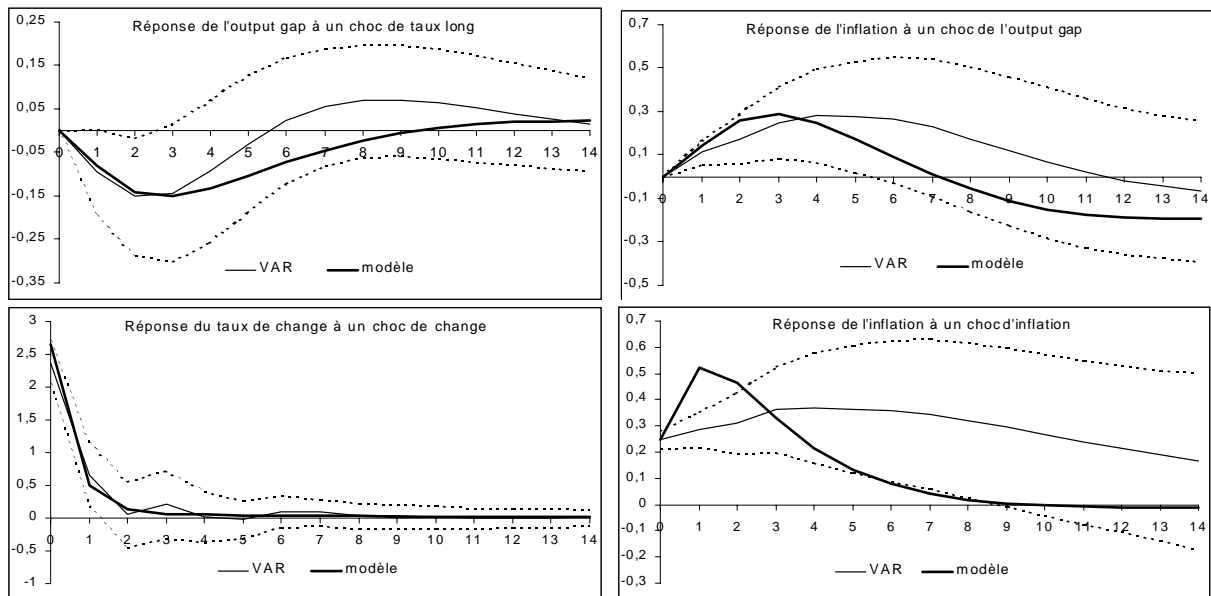 Réponse de l'output gap à un choc de taux long
0,25
0,15
0,05
-0,05
-0,15
-0,25
-0,35
0 1 2 3 4 5 6 7 8 9 10 11 12 13 14
VAR modèle
Réponse de l'inflation à un choc de l'output gap
0,7
0,5
0,3
0,1
-0,1
-0,3
-0,5
0 1 2 3 4 5 6 7 8 9 10 11 12 13 14
VAR modèle
Réponse du taux de change à un choc de change
3
2,5
2
1,5
1
0,5
0
-0,5
-1
0 1 2 3 4 5 6 7 8 9 10 11 12 13 14
VAR modèle
Réponse de l'inflation à un choc d'inflation
0,8
0,7
0,6
0,5
0,4
0,3
0,2
0,1
0
-0,1
-0,2
-0,3
0 1 2 3 4 5 6 7 8 9 10 11 12 13 14
VAR modèle